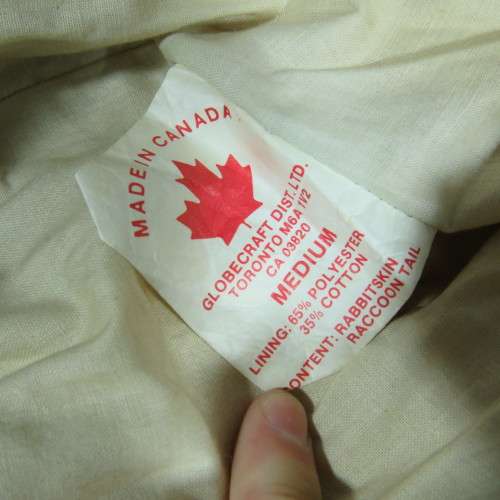 MADE IN CANADA
GLOBECRAFT DIST. LTD.
TORONTO M6A 1V2
CA 03820
MEDIUM
LINING: 65% POLYESTER
35% COTTON
CONTENT: RABBITSKIN
RACCOON TAIL